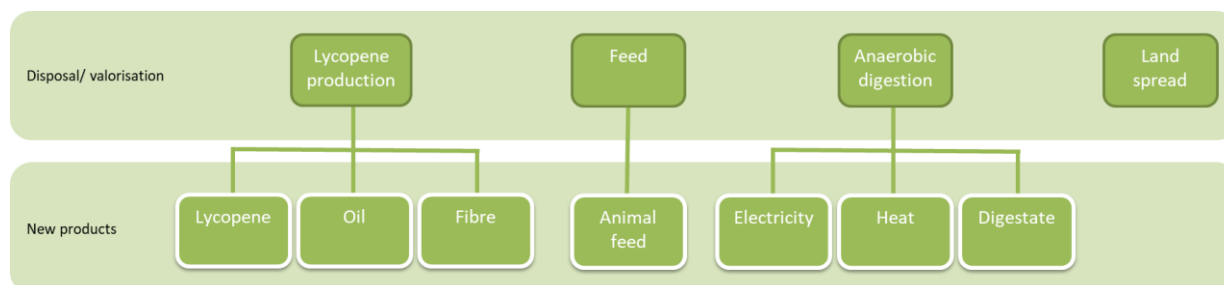 Disposal/ valorisation
Lycopene
production
Feed
Anaerobic
digestion
Land
spread
New products
Lycopene
Oil
Fibre
Animal
feed
Electricity
Heat
Digestate